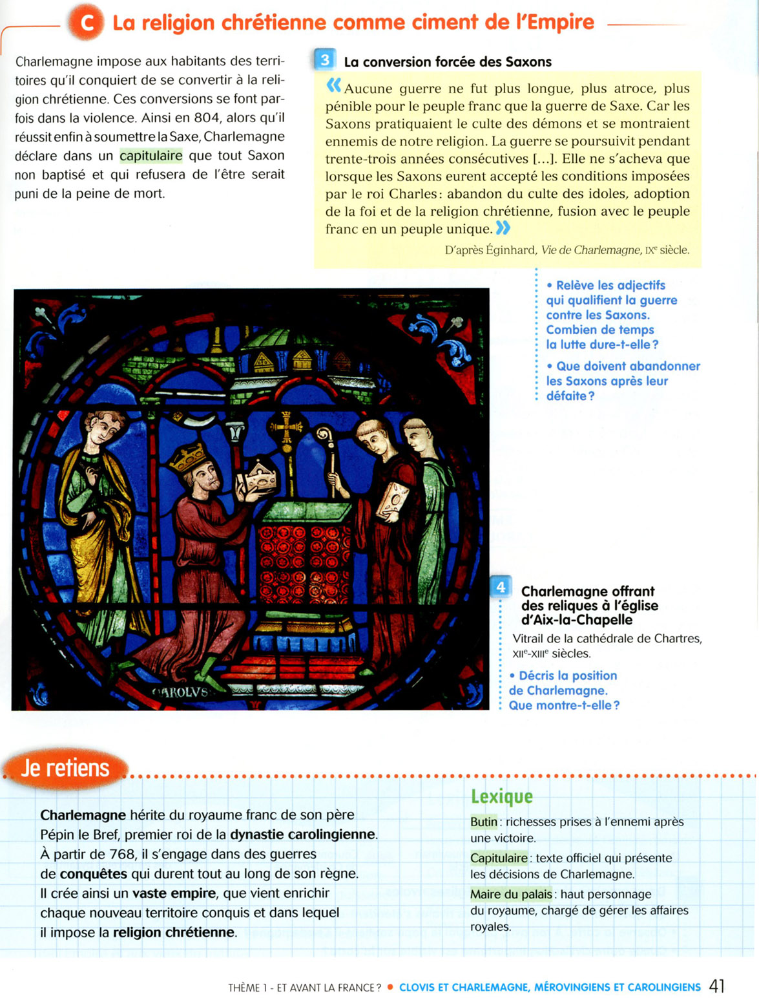 C La religion chrétienne comme ciment de l'Empire
Charlemagne impose aux habitants des terri-
toires qu'il conquiert de se convertir à la reli-
gion chrétienne. Ces conversions se font par-
fois dans la violence. Ainsi en 804, alors qu'il
réussit enfin à soumettre la Saxe, Charlemagne
déclare dans un capitulaire que tout Saxon
non baptisé et qui refusera de l'être serait
puni de la peine de mort.
3 La conversion forcée des Saxons
« Aucune guerre ne fut plus longue, plus atroce, plus
pénible pour le peuple franc que la guerre de Saxe. Car les
Saxons pratiquaient le culte des démons et se montraient
ennemis de notre religion. La guerre se poursuivit pendant
trente-trois années consécutives [...]. Elle ne s'acheva que
lorsque les Saxons eurent accepté les conditions imposées
par le roi Charles : abandon du culte des idoles, adoption
de la foi et de la religion chrétienne, fusion avec le peuple
franc en un peuple unique. »
D'après Éginhard, Vie de Charlemagne, IXe siècle.
• Relève les adjectifs
qui qualifient la guerre
contre les Saxons.
Combien de temps
la lutte dure-t-elle ?
• Que doivent abandonner
les Saxons après leur
défaite ?
CAROLVS
4 Charlemagne offrant
des reliques à l'église
d'Aix-la-Chapelle
Vitrail de la cathédrale de Chartres,
XIIe-XIIIe siècles.
• Décris la position
de Charlemagne.
Que montre-t-elle ?
Je retiens
Charlemagne hérite du royaume franc de son père
Pépin le Bref, premier roi de la dynastie carolingienne.
À partir de 768, il s'engage dans des guerres
de conquêtes qui durent tout au long de son règne.
Il crée ainsi un vaste empire, que vient enrichir
chaque nouveau territoire conquis et dans lequel
il impose la religion chrétienne.
Lexique
Butin : richesses prises à l'ennemi après
une victoire.
Capitulaire : texte officiel qui présente
les décisions de Charlemagne.
Maire du palais : haut personnage
du royaume, chargé de gérer les affaires
royales.
THÈME 1 - ET AVANT LA FRANCE ? • CLOVIS ET CHARLEMAGNE, MÉROVINGIENS ET CAROLINGIENS 41